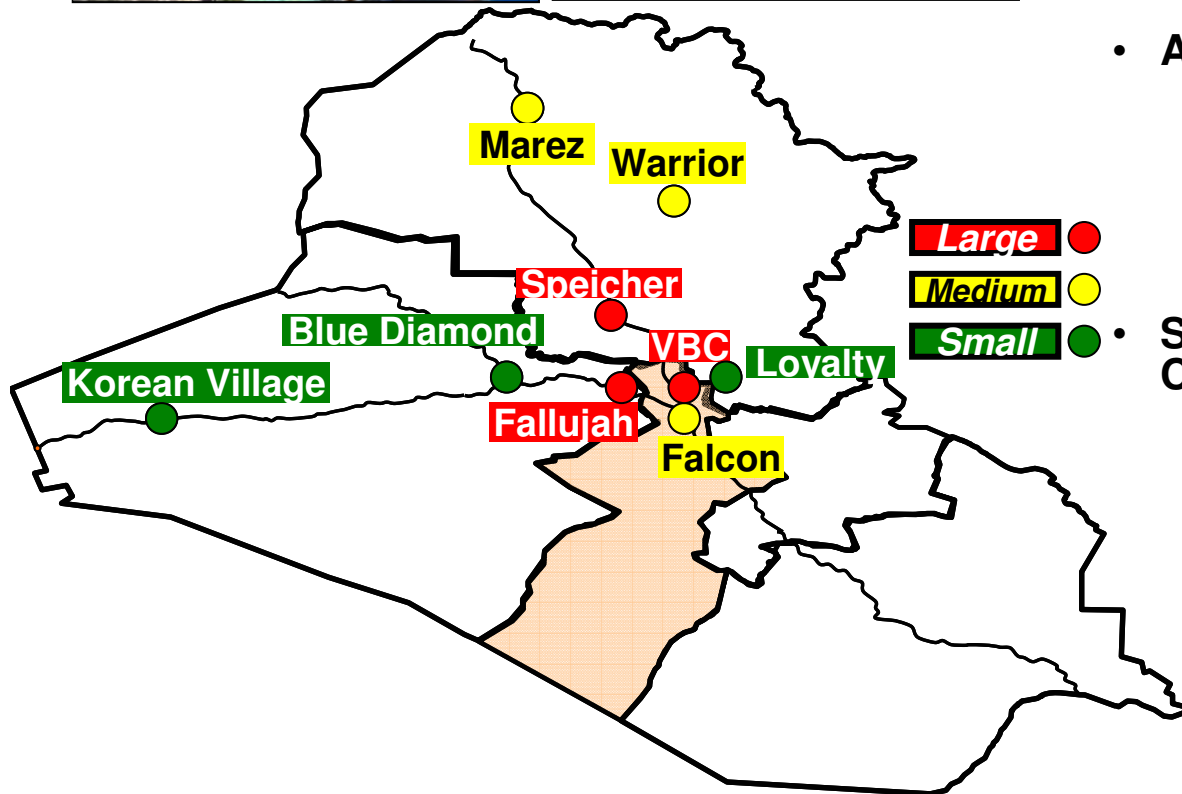 • A
Marez
Warrior
Large
Speicher
Medium
Blue Diamond
VBC
Small
• S
Loyalty
C
Korean Village
Fallujah
Falcon